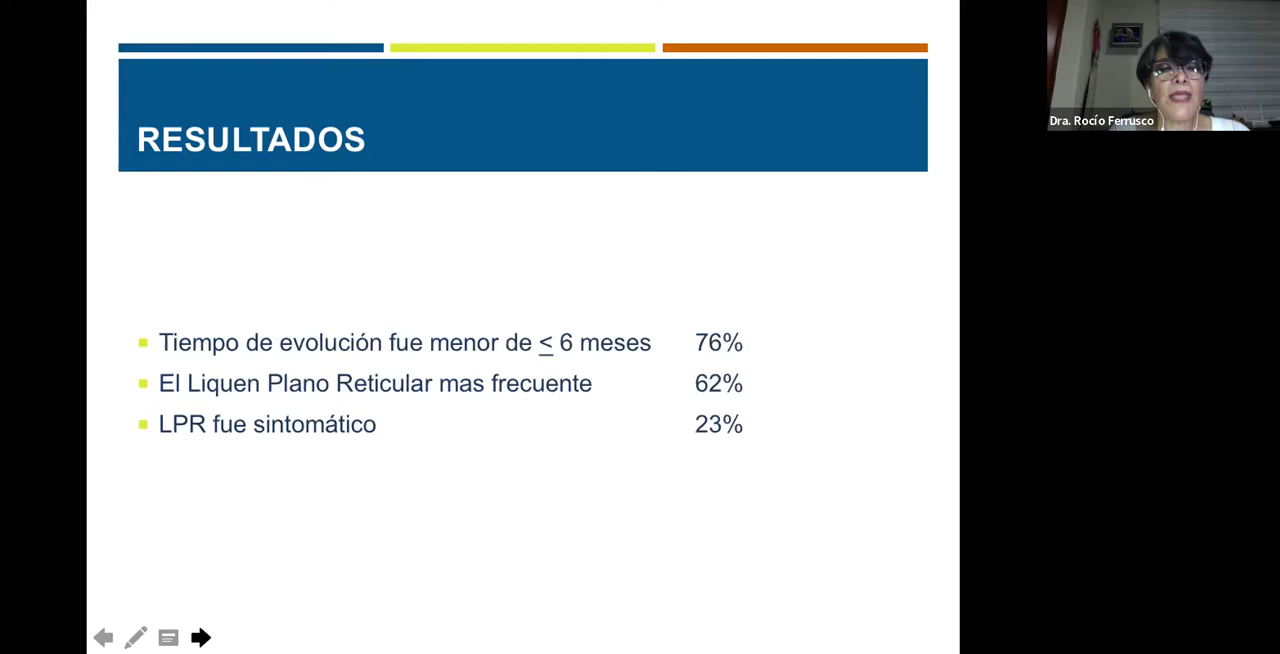 RESULTADOS
Tiempo de evolución fue menor de ≤ 6 meses 76%
El Liquen Plano Reticular mas frecuente 62%
LPR fue sintomático 23%
Dra. Rocío Ferrusco